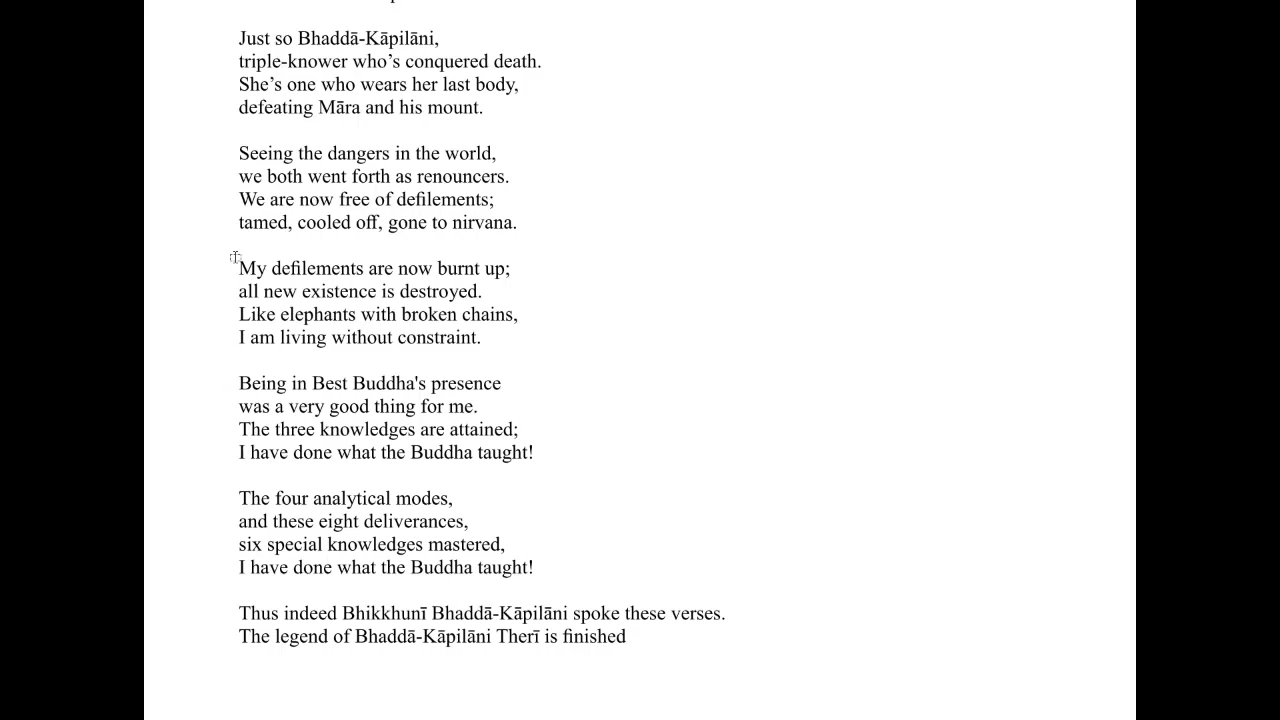 Just so Bhaddā-Kāpilāni,
triple-knower who’s conquered death.
She’s one who wears her last body,
defeating Māra and his mount.
Seeing the dangers in the world,
we both went forth as renouncers.
We are now free of defilements;
tamed, cooled off, gone to nirvana.
My defilements are now burnt up;
all new existence is destroyed.
Like elephants with broken chains,
I am living without constraint.
Being in Best Buddha's presence
was a very good thing for me.
The three knowledges are attained;
I have done what the Buddha taught!
The four analytical modes,
and these eight deliverances,
six special knowledges mastered,
I have done what the Buddha taught!
Thus indeed Bhikkhunī Bhaddā-Kāpilāni spoke these verses.
The legend of Bhaddā-Kāpilāni Therī is finished